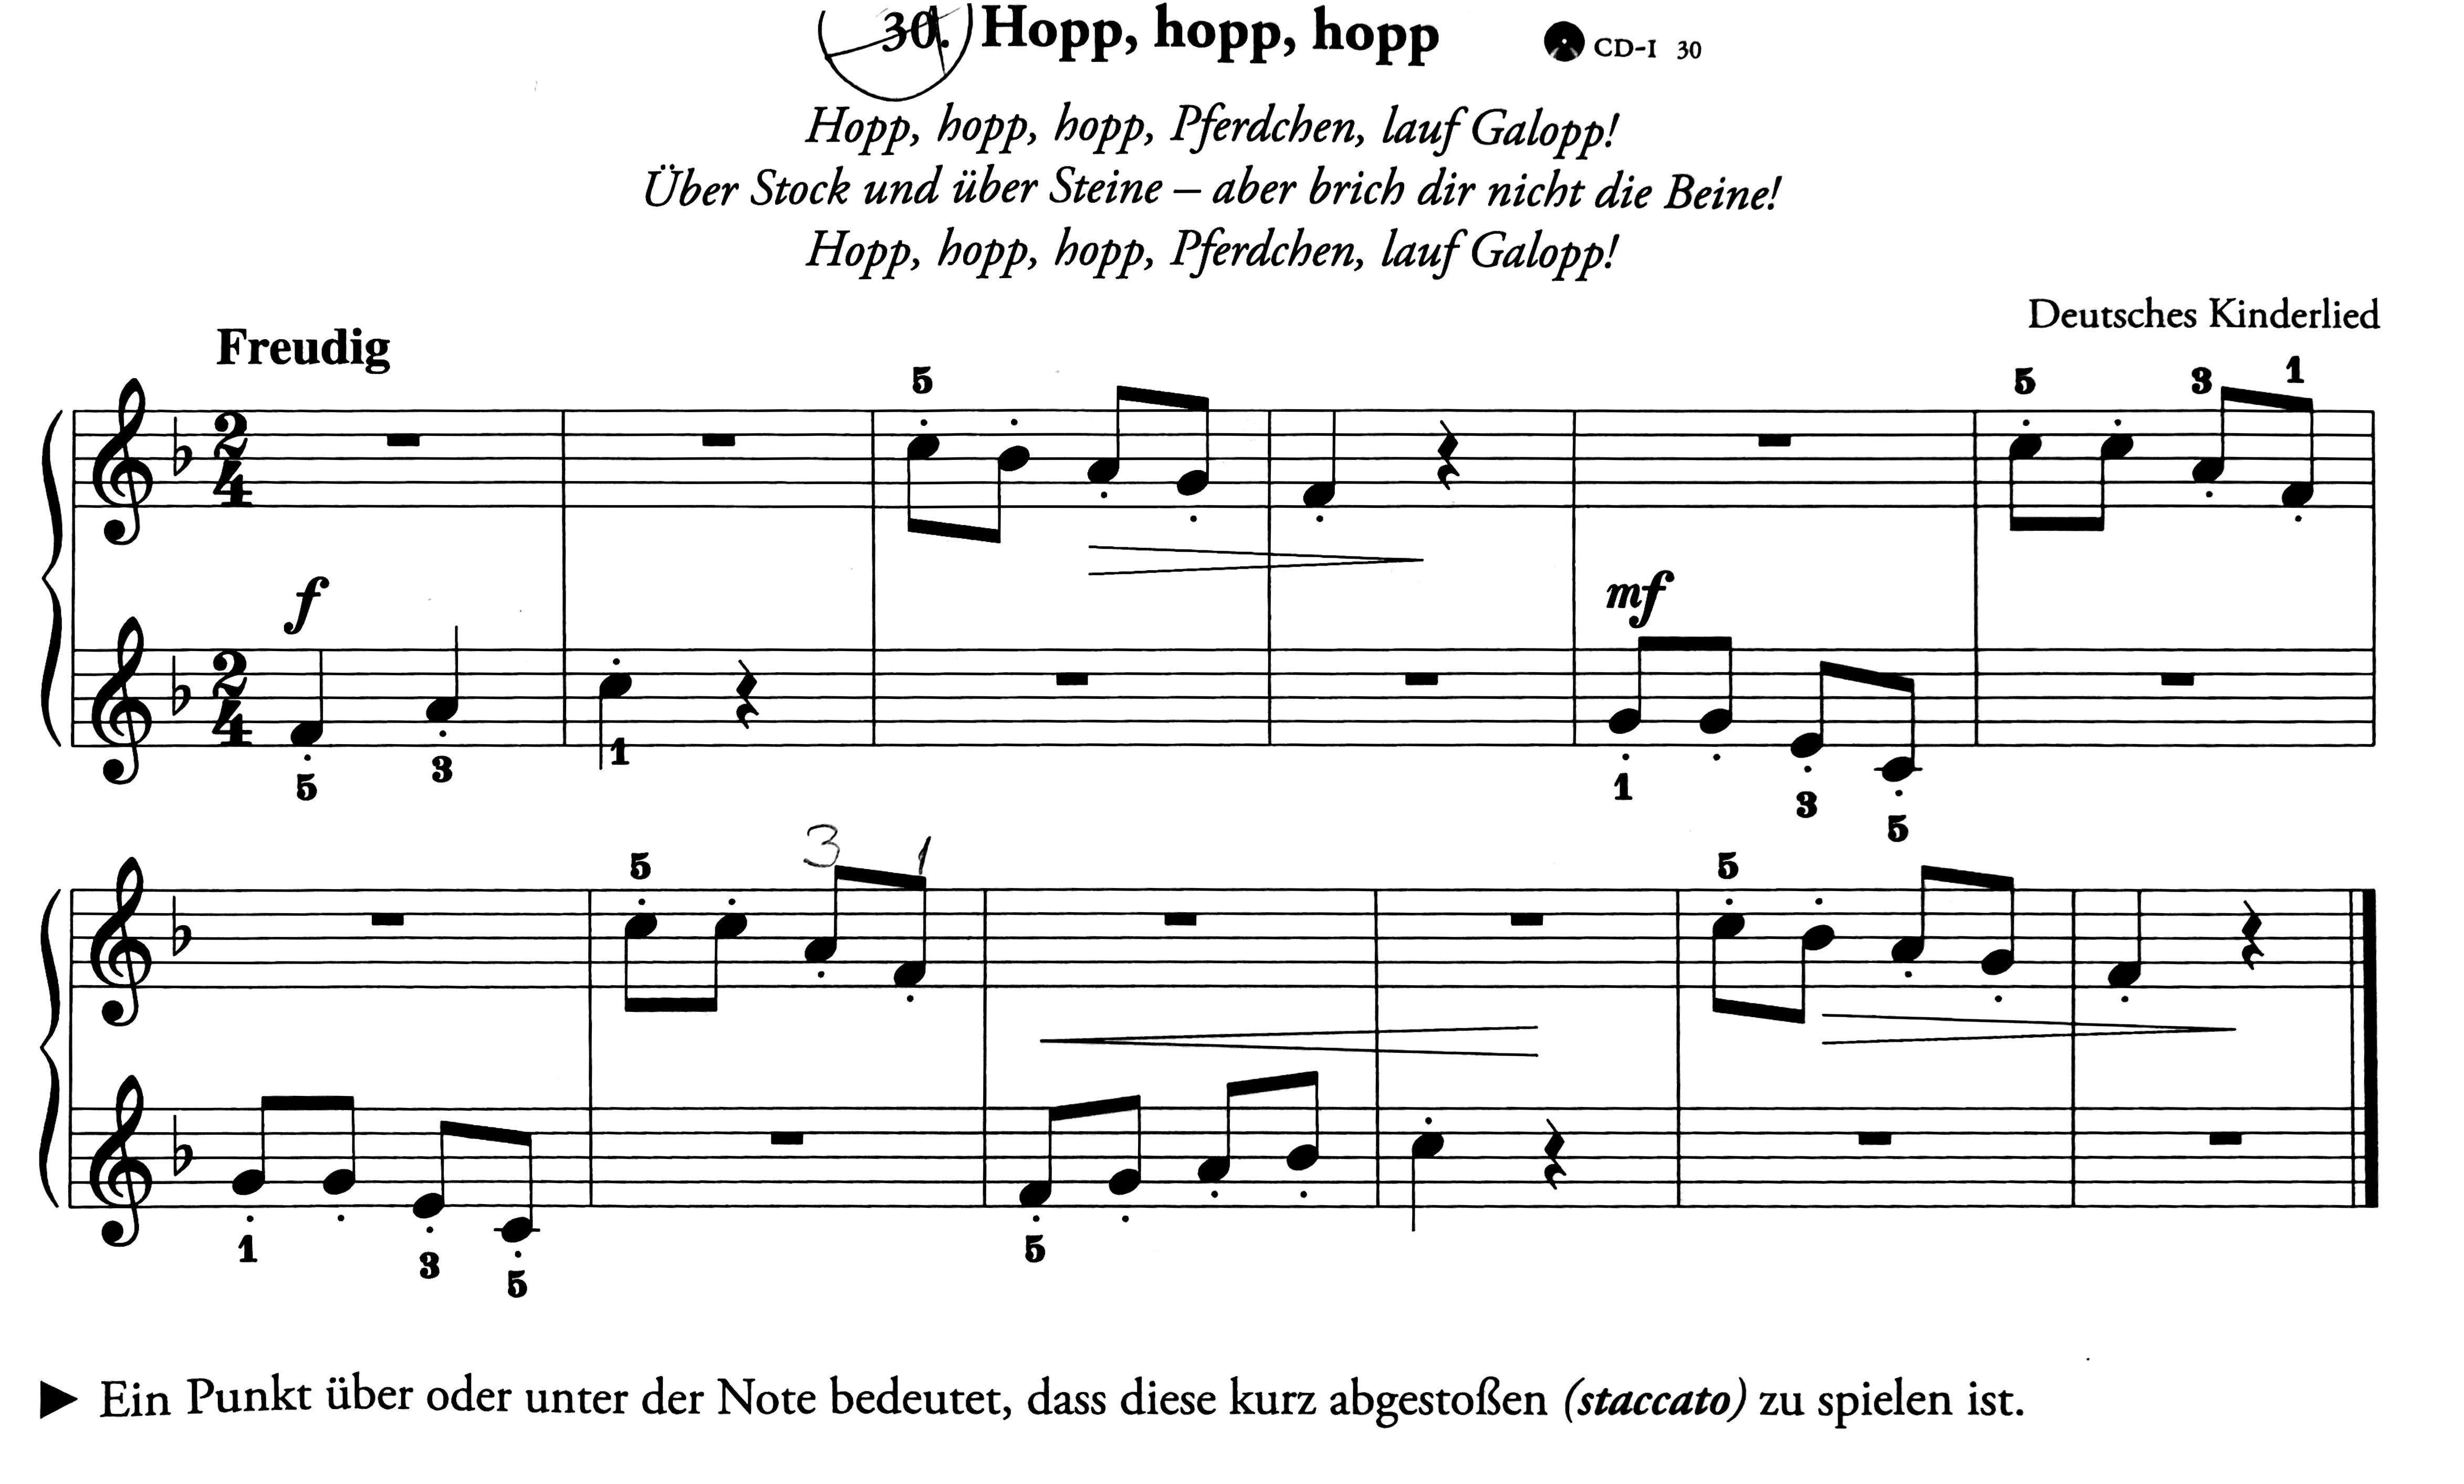 30. Hopp, hopp, hopp CD-I 30
Hopp, hopp, hopp, Pferdchen, lauf Galopp!
Über Stock und über Steine – aber brich dir nicht die Beine!
Hopp, hopp, hopp, Pferdchen, lauf Galopp!
Deutsches Kinderlied
Freudig
5 5 3 1
2 4
f mf
2 4
5 3 1 1 3 5
5 3 1 5
1 3 5 5
Ein Punkt über oder unter der Note bedeutet, dass diese kurz abgestoßen (staccato) zu spielen ist.